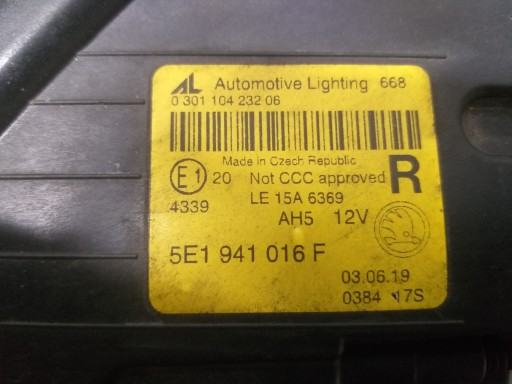 AL Automotive Lighting 668
0 301 104 232 06
Made in Czech Republic
E1 20 Not CCC approved R
4339 LE 15A 6369
AH5 12V
5E1 941 016 F
03.06.19
0384 17S